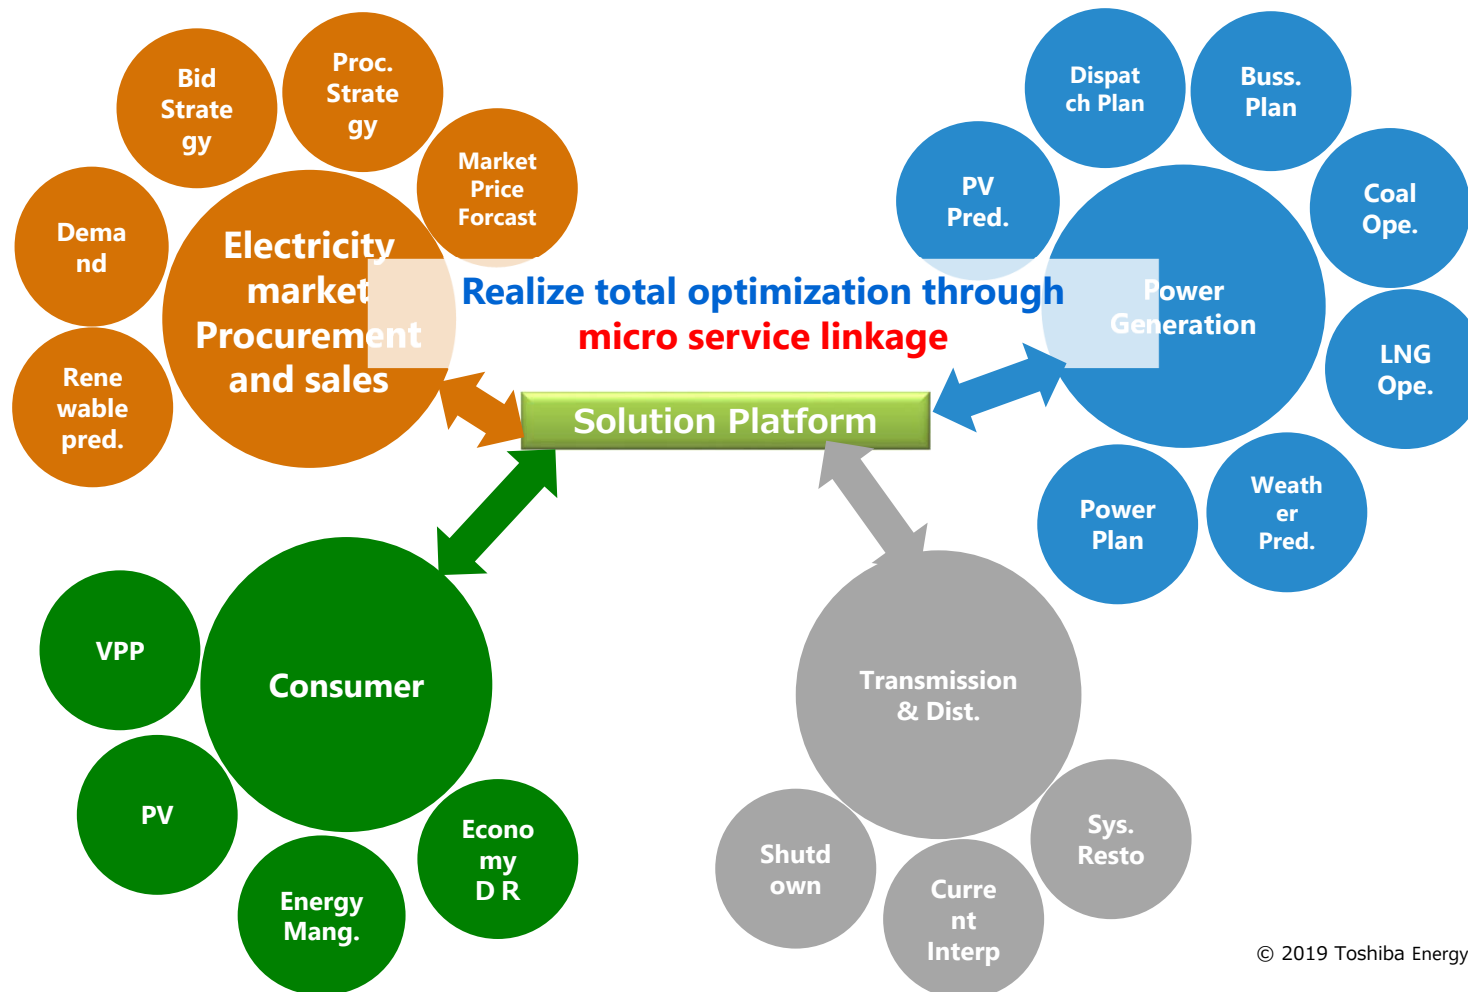 Bid
Strate
gy
Proc.
Strate
gy
Market
Price
Forcast
Dema
nd
Rene
wable
pred.
Electricity
market
Procurement
and sales
Realize total optimization through
micro service linkage
Dispat
ch Plan
Buss.
Plan
PV
Pred.
Coal
Ope.
Power
Generation
LNG
Ope.
Weath
er
Pred.
Power
Plan
Solution Platform
VPP
Consumer
PV
Energy
Mang.
Econo
my
D R
Transmission
& Dist.
Shutd
own
Curre
nt
Interp
Sys.
Resto
© 2019 Toshiba Energy